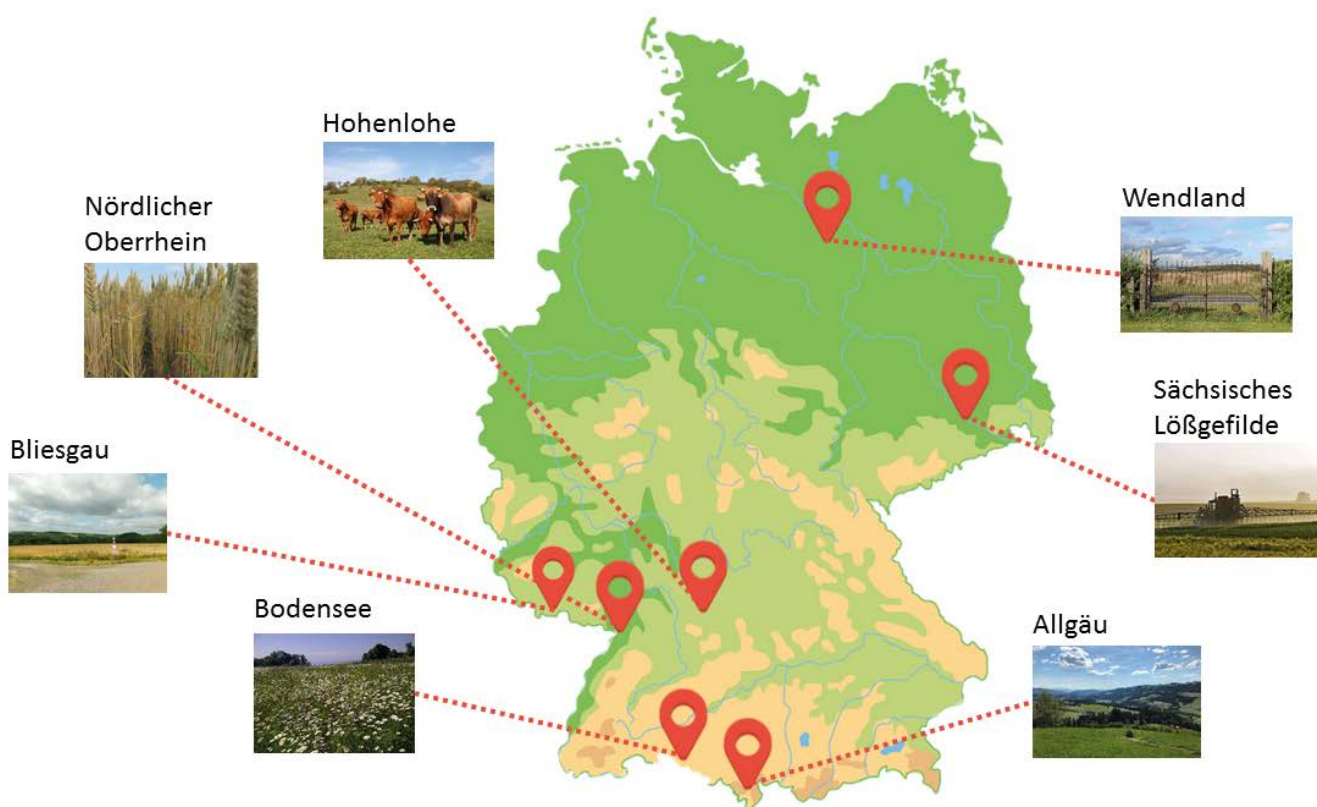 Hohenlohe
Nördlicher
Oberrhein
Wendland
Sächsisches
Lößgefilde
Bliesgau
Bodensee
Allgäu